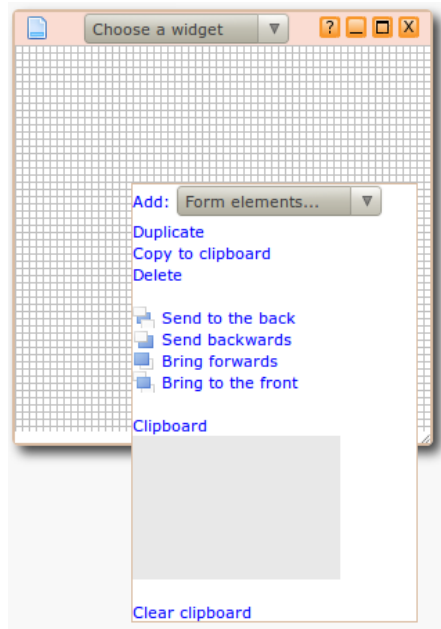 Choose a widget
? X
Add: Form elements...
Duplicate
Copy to clipboard
Delete
Send to the back
Send backwards
Bring forwards
Bring to the front
Clipboard
Clear clipboard